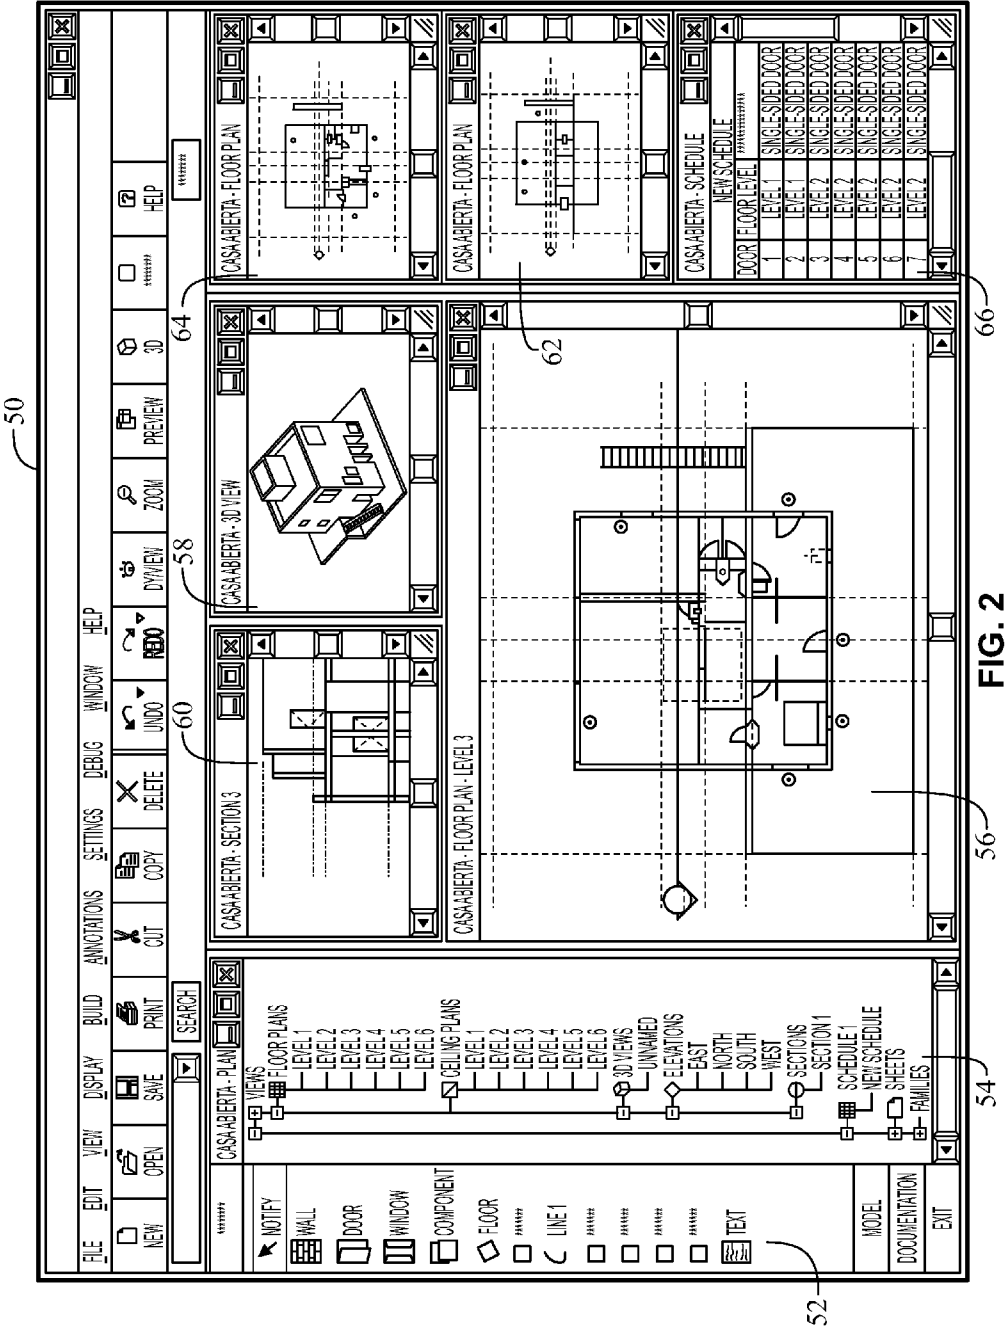 50
FILE EDIT VIEW DISPLAY BUILD ANNOTATIONS SETTINGS DEBUG WINDOW HELP
NEW OPEN SAVE PRINT CUT COPY DELETE UNDO REDO DYVIEW ZOOM PREVIEW 3D ******* HELP
SEARCH
*******
*******
NOTIFY
WALL
DOOR
WINDOW
COMPONENT
FLOOR
******
LINE 1
******
******
******
******
TEXT
MODEL
DOCUMENTATION
EXIT
52
CASA ABIERTA - PLAN
VIEWS
FLOOR PLANS
LEVEL 1
LEVEL 2
LEVEL 3
LEVEL 4
LEVEL 5
LEVEL 6
CEILING PLANS
LEVEL 1
LEVEL 2
LEVEL 3
LEVEL 4
LEVEL 5
LEVEL 6
3D VIEWS
UNNAMED
ELEVATIONS
EAST
NORTH
SOUTH
WEST
SECTIONS
SECTION 1
SCHEDULE 1
NEW SCHEDULE
SHEETS
FAMILIES
54
CASA ABIERTA - SECTION 3
60
CASA ABIERTA - 3D VIEW
58
CASA ABIERTA - FLOOR PLAN
64
CASA ABIERTA - FLOOR PLAN - LEVEL 3
56
CASA ABIERTA - FLOOR PLAN
62
CASA ABIERTA - SCHEDULE
NEW SCHEDULE
DOOR FLOOR LEVEL ************
1 LEVEL 1 SINGLE-SIDED DOOR
2 LEVEL 1 SINGLE-SIDED DOOR
3 LEVEL 2 SINGLE-SIDED DOOR
4 LEVEL 2 SINGLE-SIDED DOOR
5 LEVEL 2 SINGLE-SIDED DOOR
6 LEVEL 2 SINGLE-SIDED DOOR
7 LEVEL 2 SINGLE-SIDED DOOR
66
FIG. 2